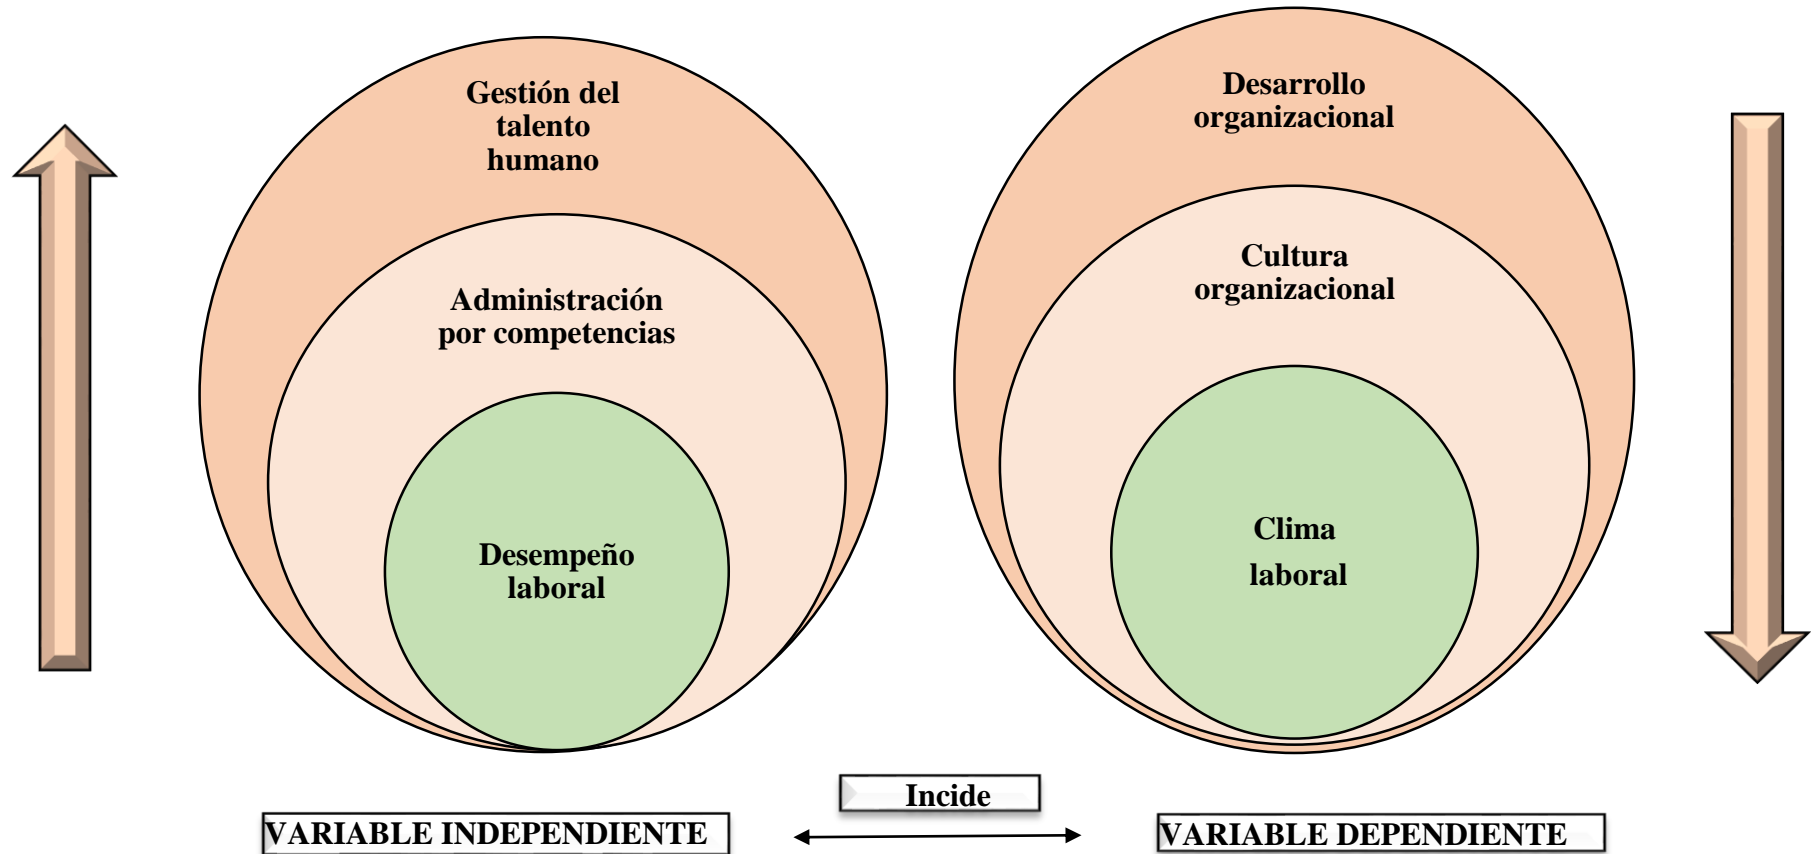 Gestión del
talento
humano
Administración
por competencias
Desempeño
laboral
Desarrollo
organizacional
Cultura
organizacional
Clima
laboral
Incide
VARIABLE INDEPENDIENTE
VARIABLE DEPENDIENTE